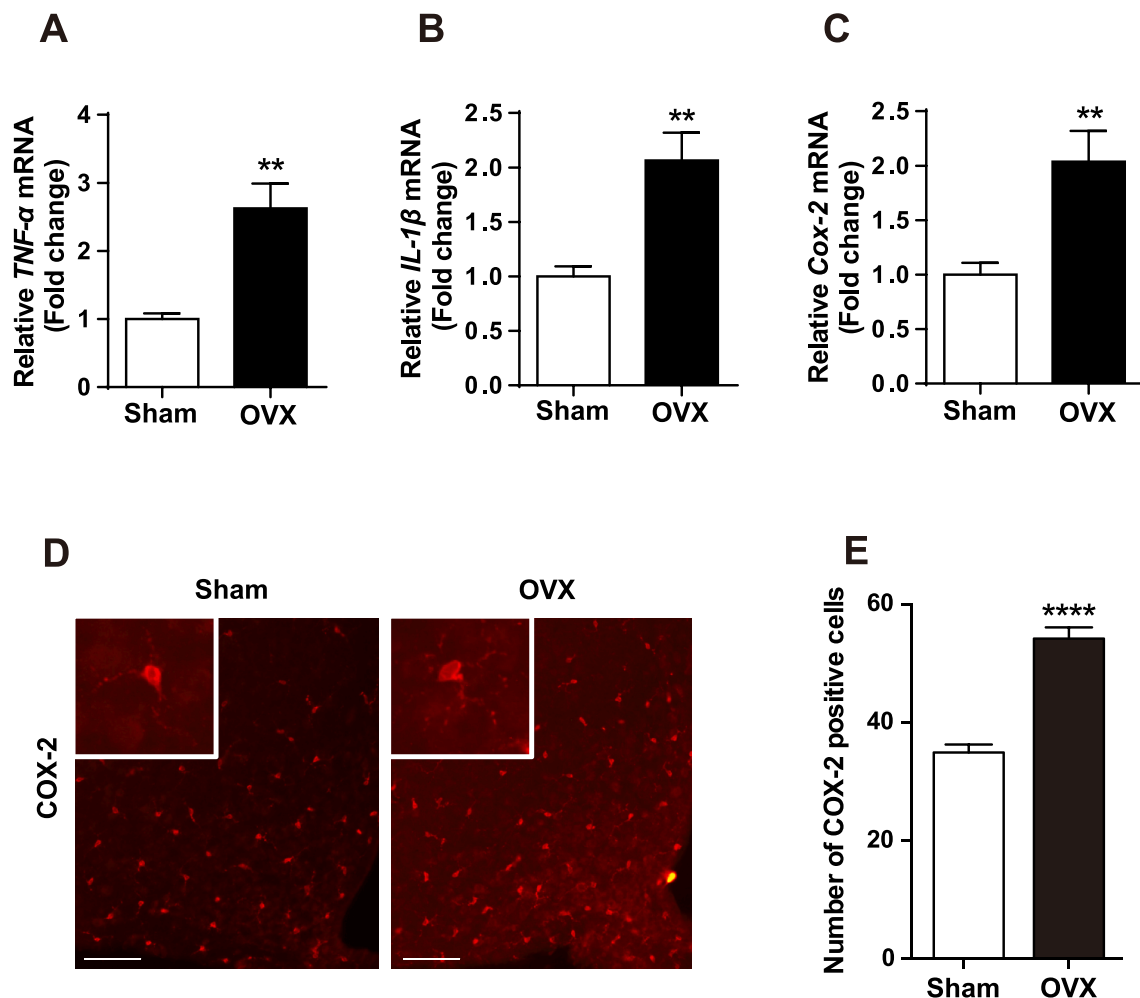 A
Relative TNF-α mRNA
(Fold change)
4
3
2
1
0
**
Sham
OVX
B
Relative IL-1β mRNA
(Fold change)
2.5
2.0
1.5
1.0
0.5
0.0
**
Sham
OVX
C
Relative Cox-2 mRNA
(Fold change)
2.5
2.0
1.5
1.0
0.5
0.0
**
Sham
OVX
D
Sham
OVX
COX-2
E
Number of COX-2 positive cells
60
40
20
0
****
Sham
OVX